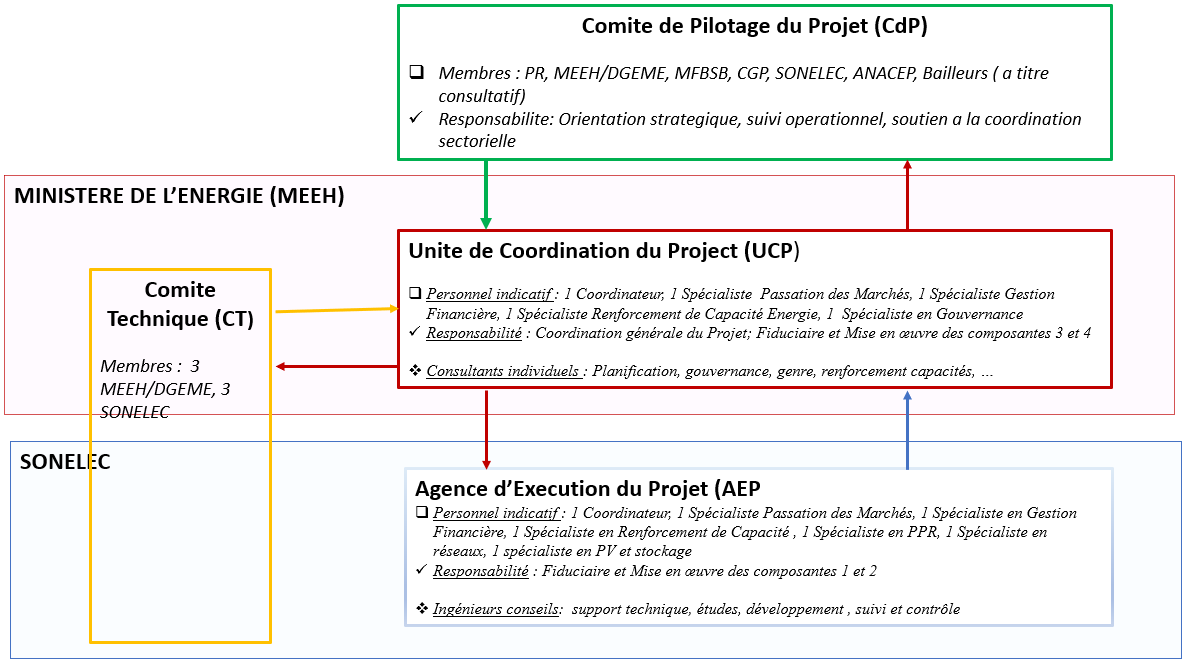 Comite de Pilotage du Projet (CdP)
❑ Membres : PR, MEEH/DGEME, MFBSB, CGP, SONELEC, ANACEP, Bailleurs ( a titre
consultatif)
✓ Responsabilite: Orientation strategique, suivi operationnel, soutien a la coordination
sectorielle
MINISTERE DE L’ENERGIE (MEEH)
Unite de Coordination du Project (UCP)
❑ Personnel indicatif : 1 Coordinateur, 1 Spécialiste Passation des Marchés, 1 Spécialiste Gestion
Financière, 1 Spécialiste Renforcement de Capacité Energie, 1 Spécialiste en Gouvernance
✓ Responsabilité : Coordination générale du Projet; Fiduciaire et Mise en œuvre des composantes 3 et 4
❖ Consultants individuels : Planification, gouvernance, genre, renforcement capacités, …
Comite
Technique (CT)
Membres : 3
MEEH/DGEME, 3
SONELEC
SONELEC
Agence d’Execution du Projet (AEP
❑ Personnel indicatif : 1 Coordinateur, 1 Spécialiste Passation des Marchés, 1 Spécialiste en Gestion
Financière, 1 Spécialiste en Renforcement de Capacité , 1 Spécialiste en PPR, 1 Spécialiste en
réseaux, 1 spécialiste en PV et stockage
✓ Responsabilité : Fiduciaire et Mise en œuvre des composantes 1 et 2
❖ Ingénieurs conseils: support technique, études, développement , suivi et contrôle